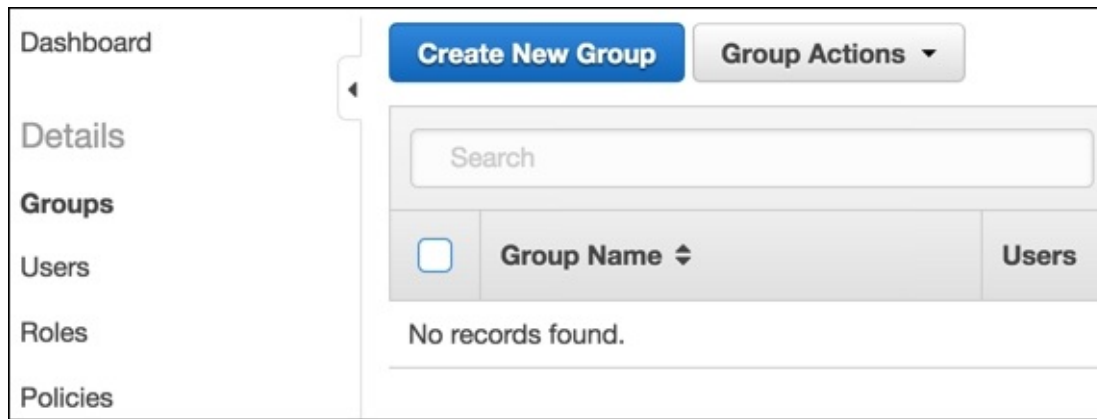 Dashboard
Details
Groups
Users
Roles
Policies
Create New Group
Group Actions
Search
Group Name
Users
No records found.